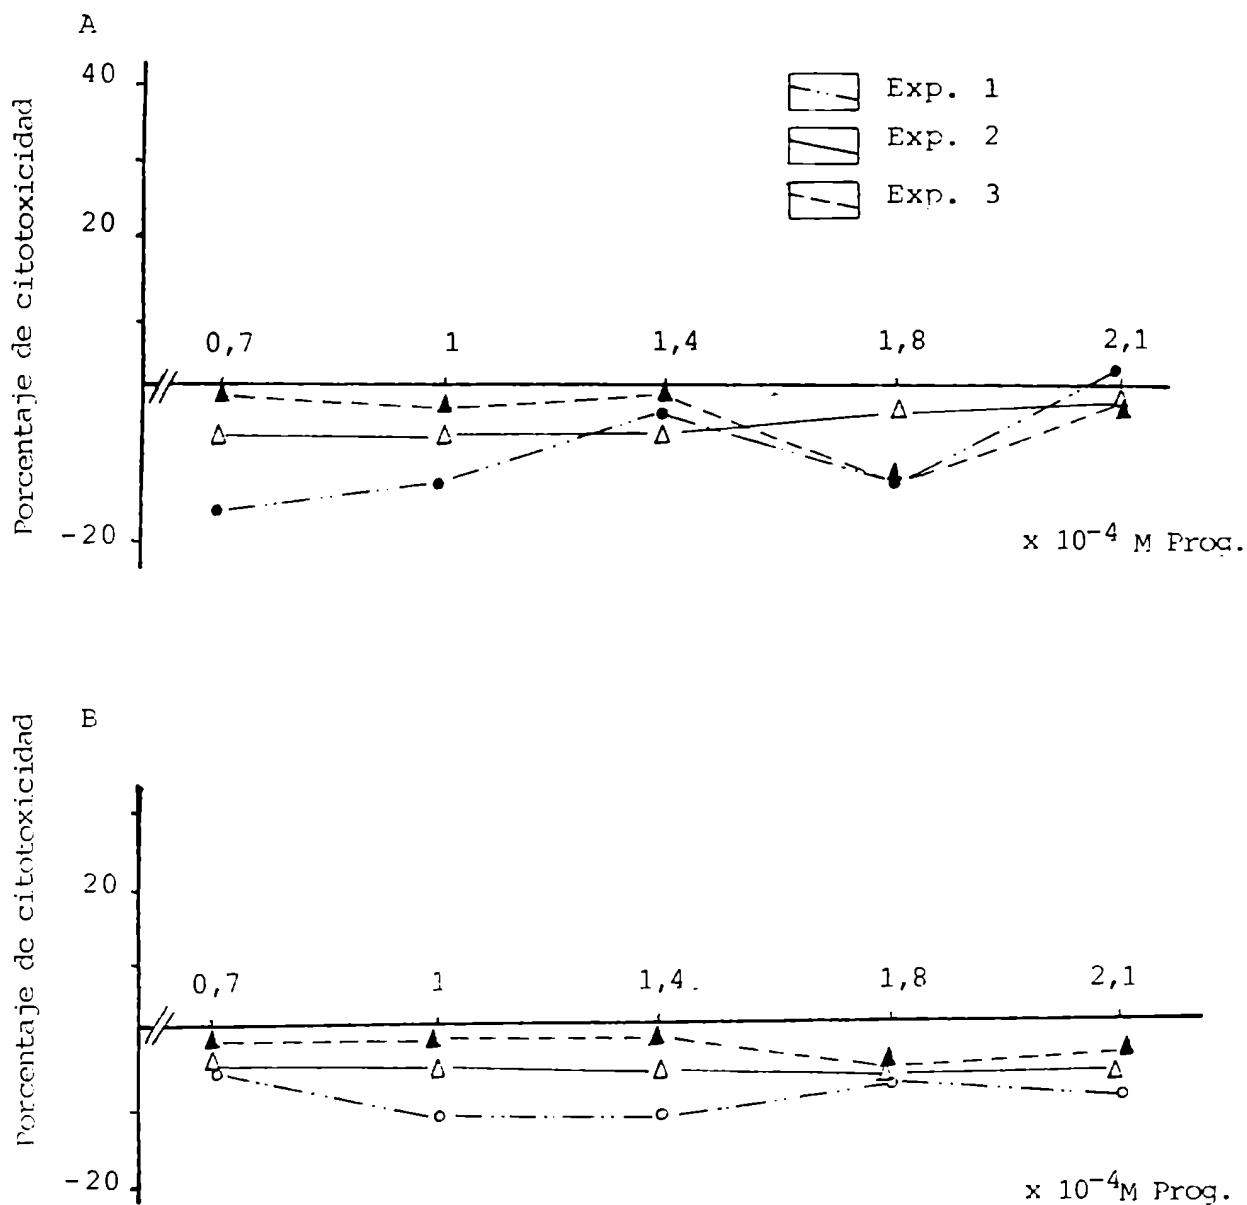 A
Porcentaje de citotoxicidad
40
20
-20
Exp. 1
Exp. 2
Exp. 3
0,7 1 1,4 1,8 2,1
x 10⁻⁴ M Prog.
B
Porcentaje de citotoxicidad
20
-20
0,7 1 1,4 1,8 2,1
x 10⁻⁴M Prog.